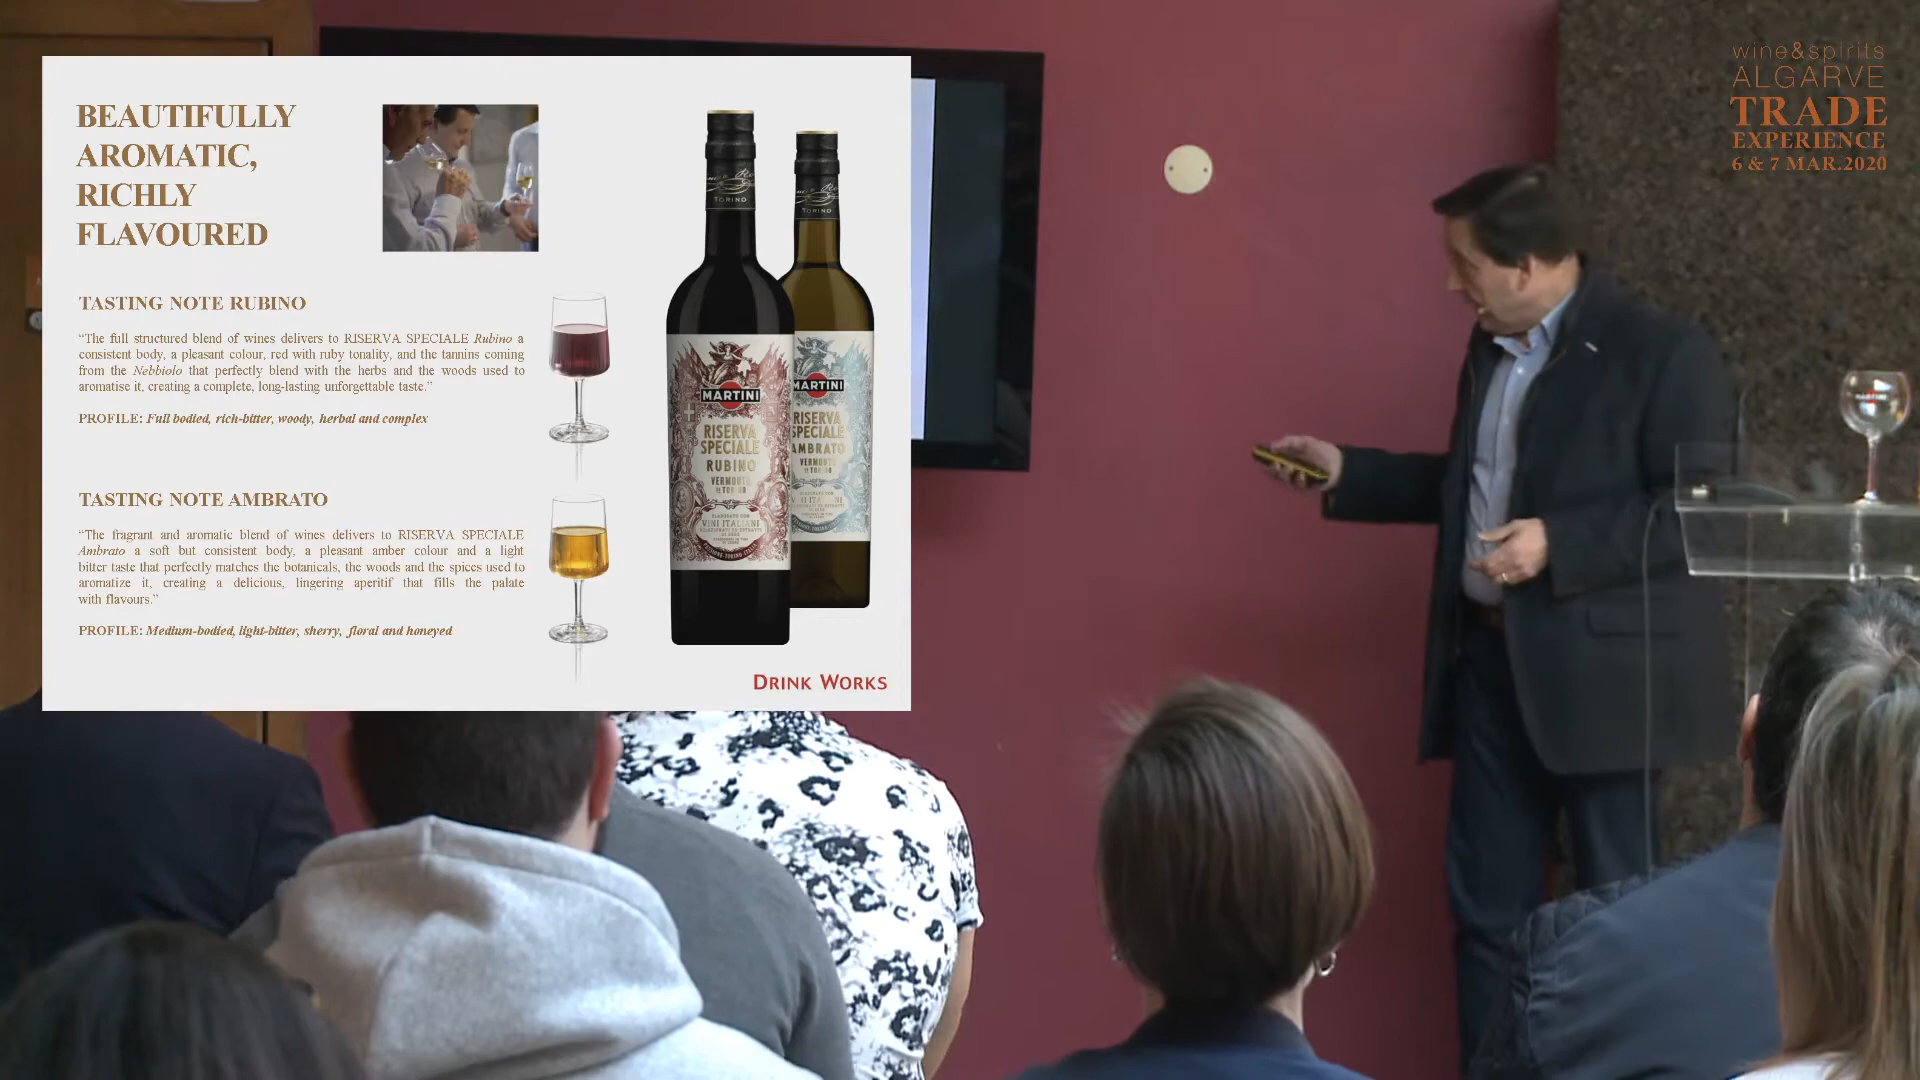 BEAUTIFULLY
AROMATIC,
RICHLY
FLAVOURED
TASTING NOTE RUBINO
“The full structured blend of wines delivers to RISERVA SPECIALE Rubino a
consistent body, a pleasant colour, red with ruby tonality, and the tannins coming
from the Nebbiolo that perfectly blend with the herbs and the woods used to
aromatise it, creating a complete, long-lasting unforgettable taste.”
PROFILE: Full bodied, rich-bitter, woody, herbal and complex
TASTING NOTE AMBRATO
“The fragrant and aromatic blend of wines delivers to RISERVA SPECIALE
Ambrato a soft but consistent body, a pleasant amber colour and a light
bitter taste that perfectly matches the botanicals, the woods and the spices used to
aromatize it, creating a delicious, lingering aperitif that fills the palate
with flavours.”
PROFILE: Medium-bodied, light-bitter, sherry, floral and honeyed
TORINO
MARTINI
RISERVA
SPECIALE
RUBINO
VERMOUTH
DI TORINO
VINI ITALIANI
TORINO
MARTINI
RISERVA
SPECIALE
AMBRATO
DRINK WORKS
wine&spirits
ALGARVE
TRADE
EXPERIENCE
6 & 7 MAR.2020
MARTINI